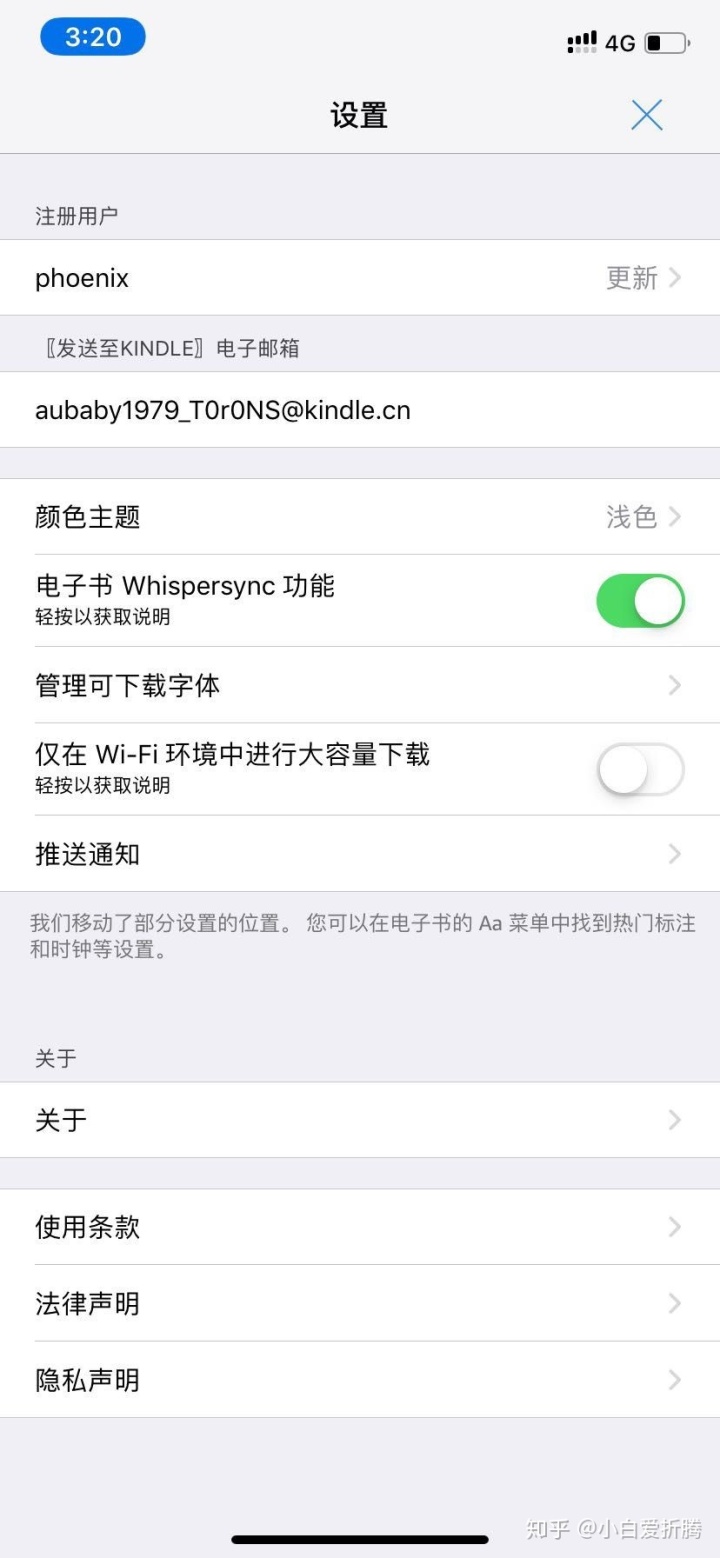 3:20
4G
设置
注册用户
phoenix
更新
〖发送至KINDLE〗电子邮箱
aubaby1979_T0r0NS@kindle.cn
颜色主题
浅色
电子书 Whispersync 功能
轻按以获取说明
管理可下载字体
仅在 Wi-Fi 环境中进行大容量下载
轻按以获取说明
推送通知
我们移动了部分设置的位置。 您可以在电子书的 Aa 菜单中找到热门标注
和时钟等设置。
关于
关于
使用条款
法律声明
隐私声明
知乎 @小白爱折腾